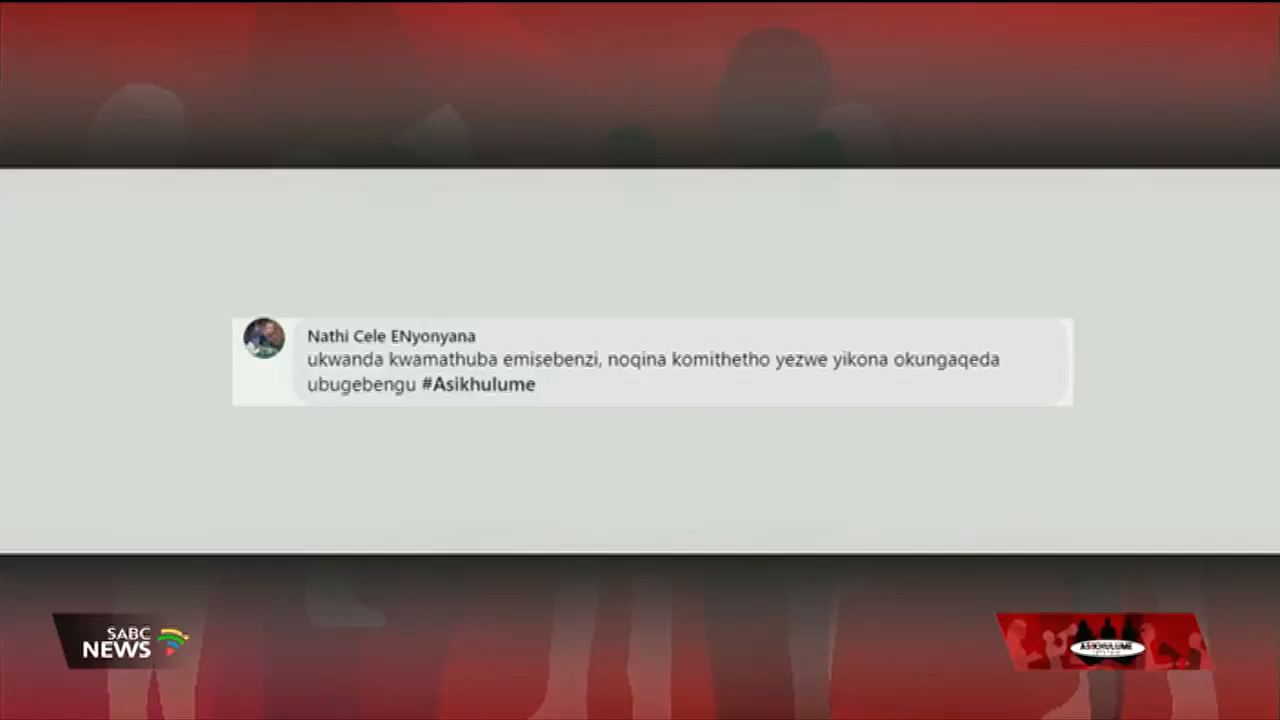 Nathi Cele ENyonyana
ukwanda kwamathuba emisebenzi, noqina komithetho yezwe yikona okungaqeda
ubugebengu #Asikhulume
SABC
NEWS
ASIKHULUME